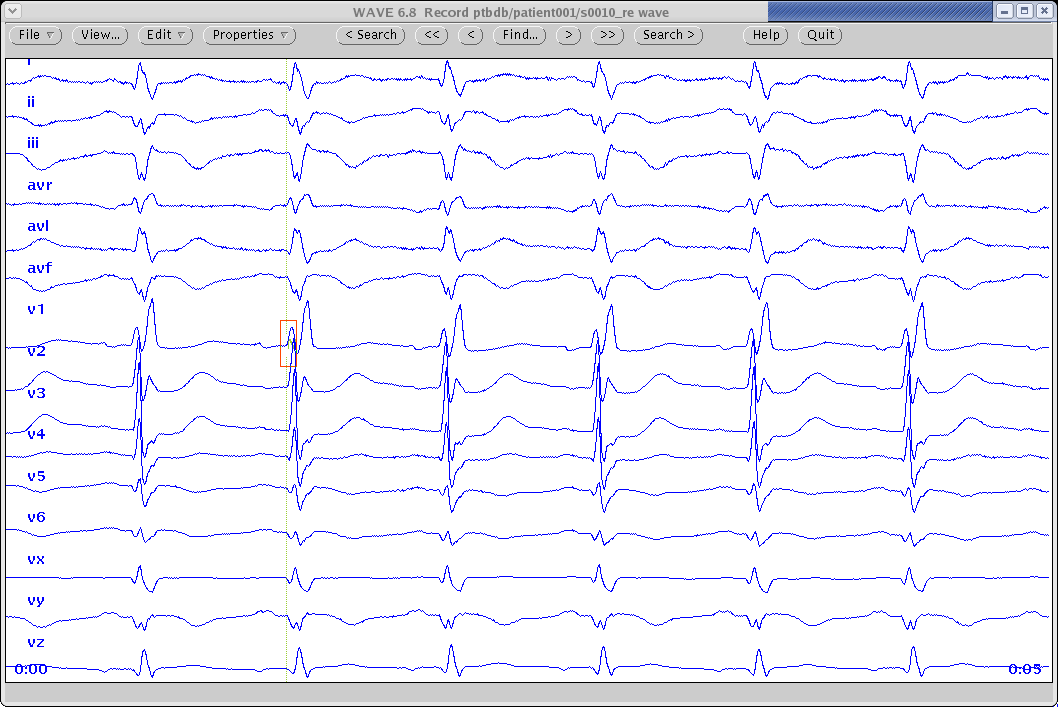 WAVE 6.8 Record ptbdb/patient001/s0010_re wave
File View... Edit Properties < Search << < Find... > >> Search > Help Quit
i
ii
iii
avr
avl
avf
v1
v2
v3
v4
v5
v6
vx
vy
vz
0:00 0:05